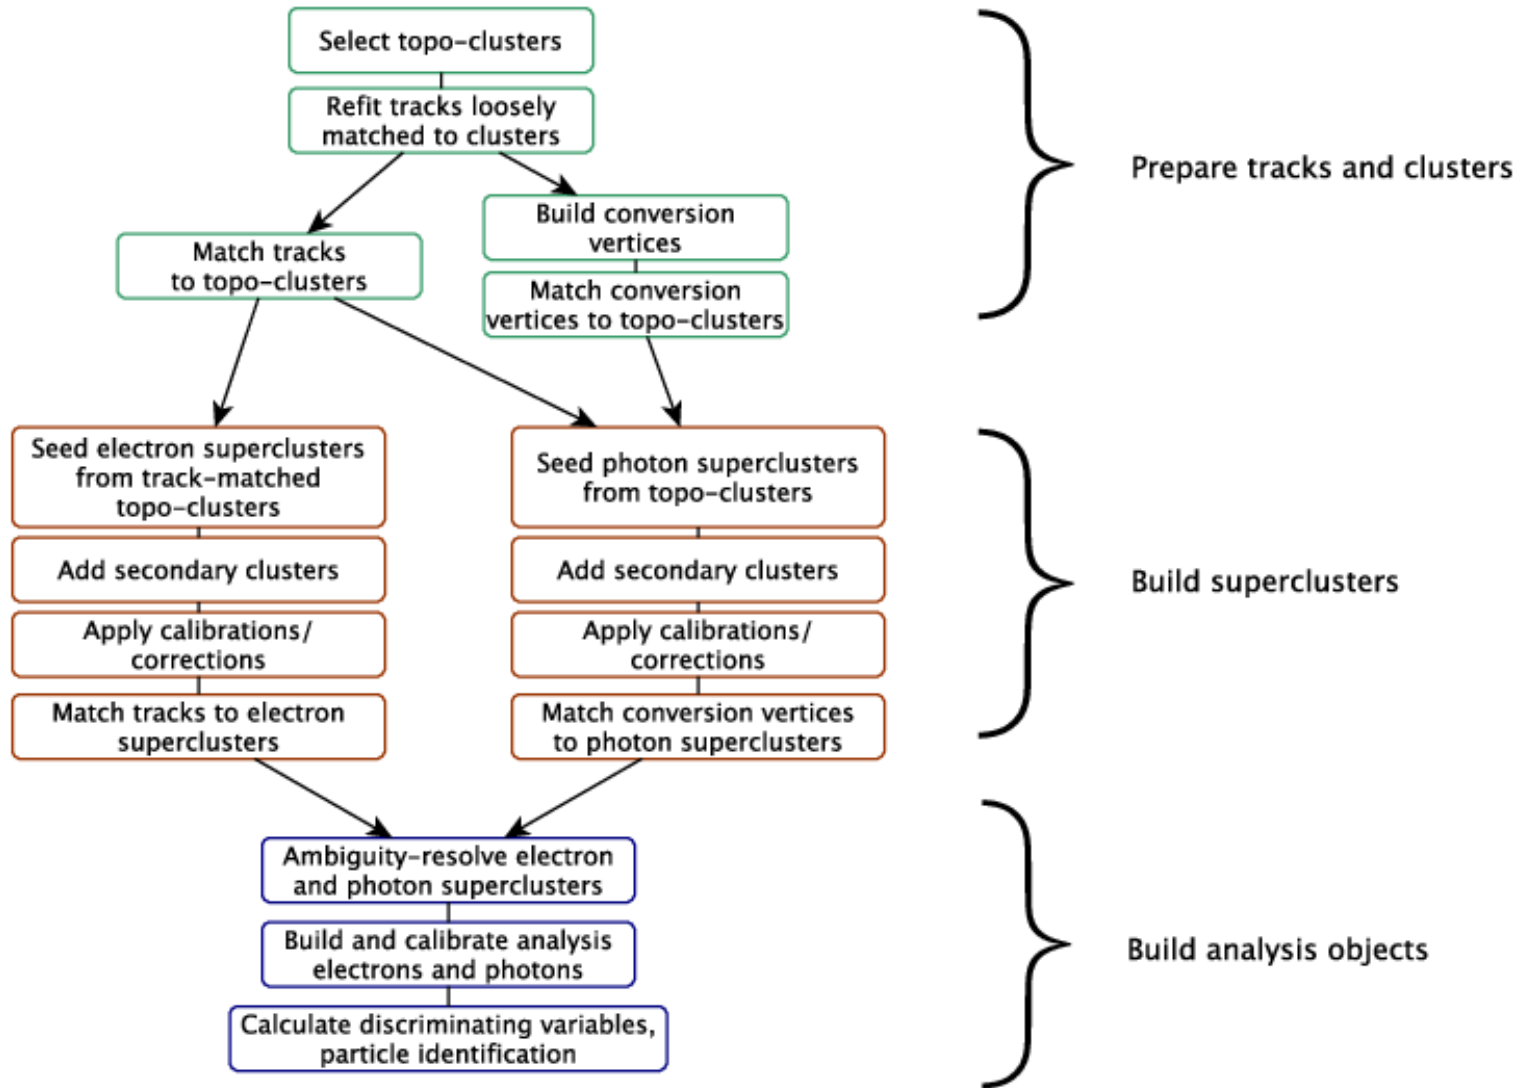 Select topo-clusters
Refit tracks loosely
matched to clusters
Prepare tracks and clusters
Build conversion
vertices
Match tracks
to topo-clusters
Match conversion
vertices to topo-clusters
Seed electron superclusters
from track-matched
topo-clusters
Seed photon superclusters
from topo-clusters
Add secondary clusters
Add secondary clusters
Build superclusters
Apply calibrations/
corrections
Apply calibrations/
corrections
Match tracks to electron
superclusters
Match conversion vertices
to photon superclusters
Ambiguity-resolve electron
and photon superclusters
Build and calibrate analysis
electrons and photons
Build analysis objects
Calculate discriminating variables,
particle identification